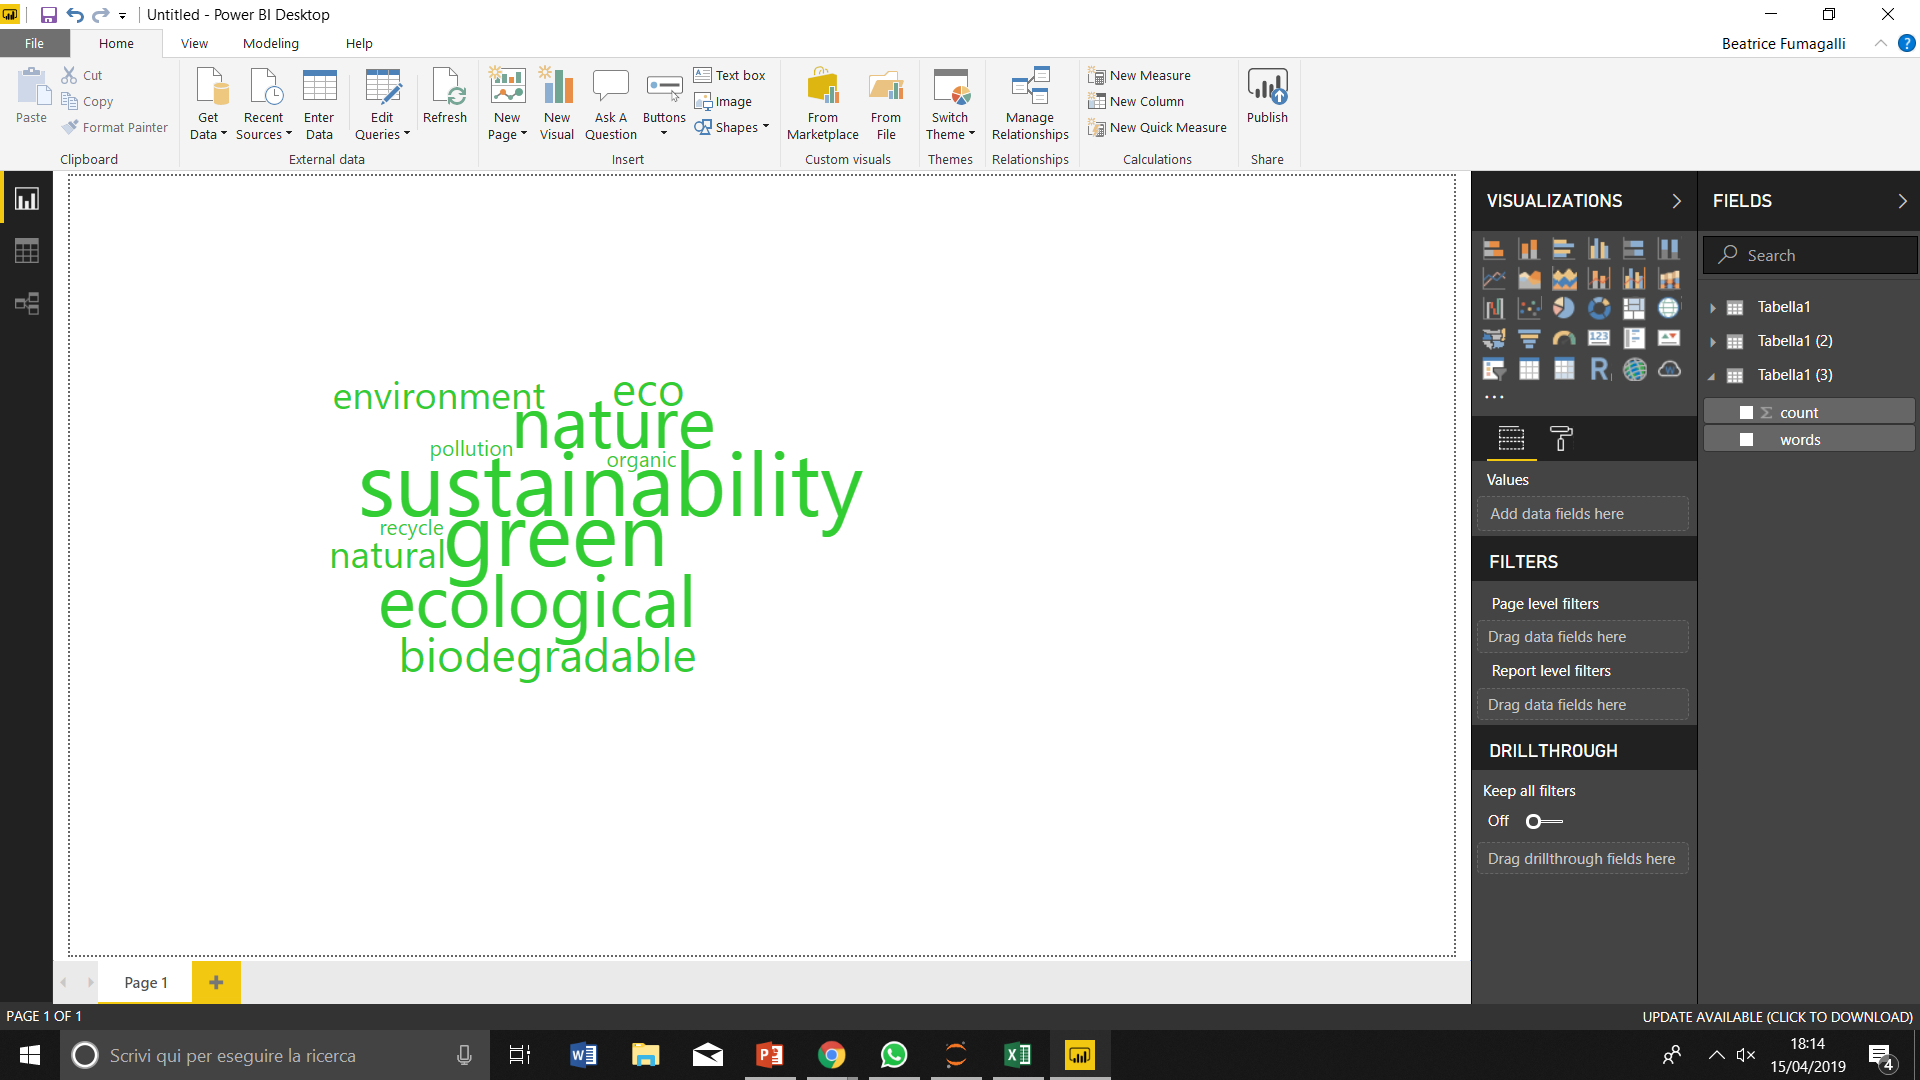 Untitled - Power BI Desktop
File Home View Modeling Help Beatrice Fumagalli ?
Paste
Cut
Copy
Format Painter
Clipboard
Get Data
Recent Sources
Enter Data
Edit Queries
Refresh
External data
New Page
New Visual
Ask A Question
Buttons
Text box
Image
Shapes
Insert
From Marketplace
From File
Custom visuals
Switch Theme
Themes
Manage Relationships
Relationships
New Measure
New Column
New Quick Measure
Calculations
Publish
Share
environment
eco
nature
pollution
organic
sustainability
recycle
green
natural
ecological
biodegradable
VISUALIZATIONS
123
R
W
Values
Add data fields here
FILTERS
Page level filters
Drag data fields here
Report level filters
Drag data fields here
DRILLTHROUGH
Keep all filters
Off
Drag drillthrough fields here
FIELDS
Search
Tabella1
Tabella1 (2)
Tabella1 (3)
Σ count
words
Page 1 +
PAGE 1 OF 1 UPDATE AVAILABLE (CLICK TO DOWNLOAD)
Scrivi qui per eseguire la ricerca
18:14
15/04/2019
4